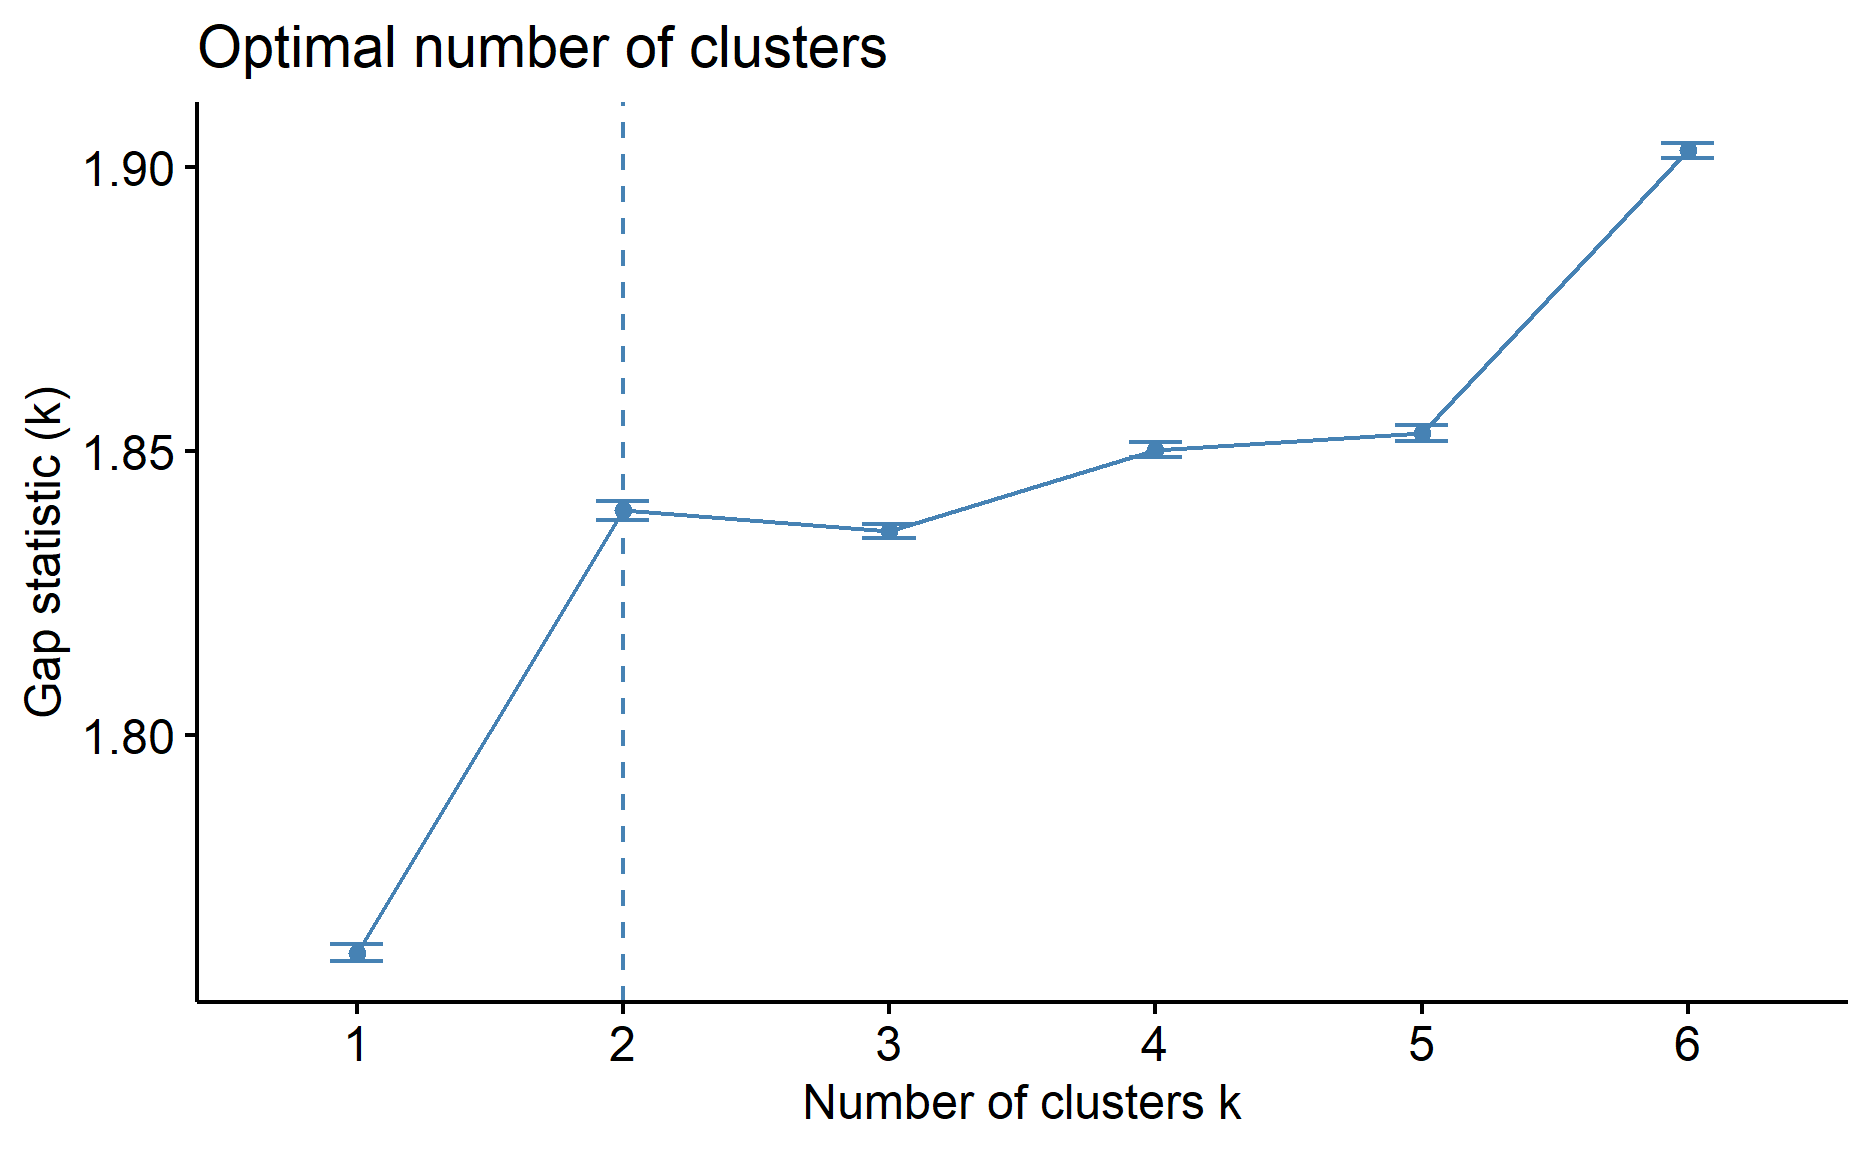 Optimal number of clusters
Gap statistic (k)
1.90
1.85
1.80
1 2 3 4 5 6
Number of clusters k